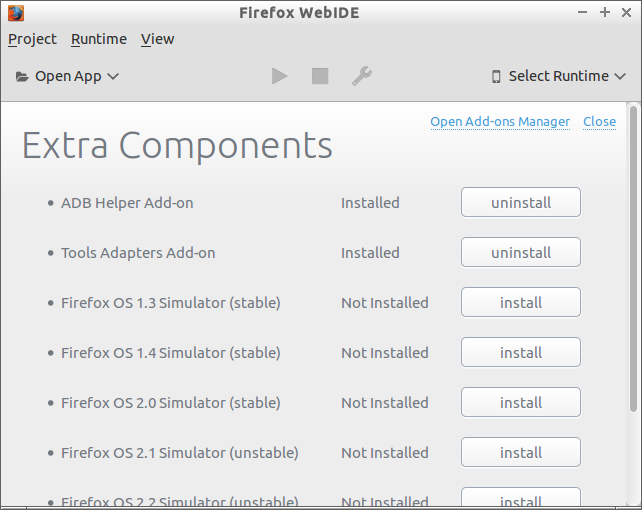 Firefox WebIDE
Project Runtime View
Open App Select Runtime
Open Add-ons Manager Close
Extra Components
ADB Helper Add-on Installed uninstall
Tools Adapters Add-on Installed uninstall
Firefox OS 1.3 Simulator (stable) Not Installed install
Firefox OS 1.4 Simulator (stable) Not Installed install
Firefox OS 2.0 Simulator (stable) Not Installed install
Firefox OS 2.1 Simulator (unstable) Not Installed install
Firefox OS 2.2 Simulator (unstable) Not Installed install